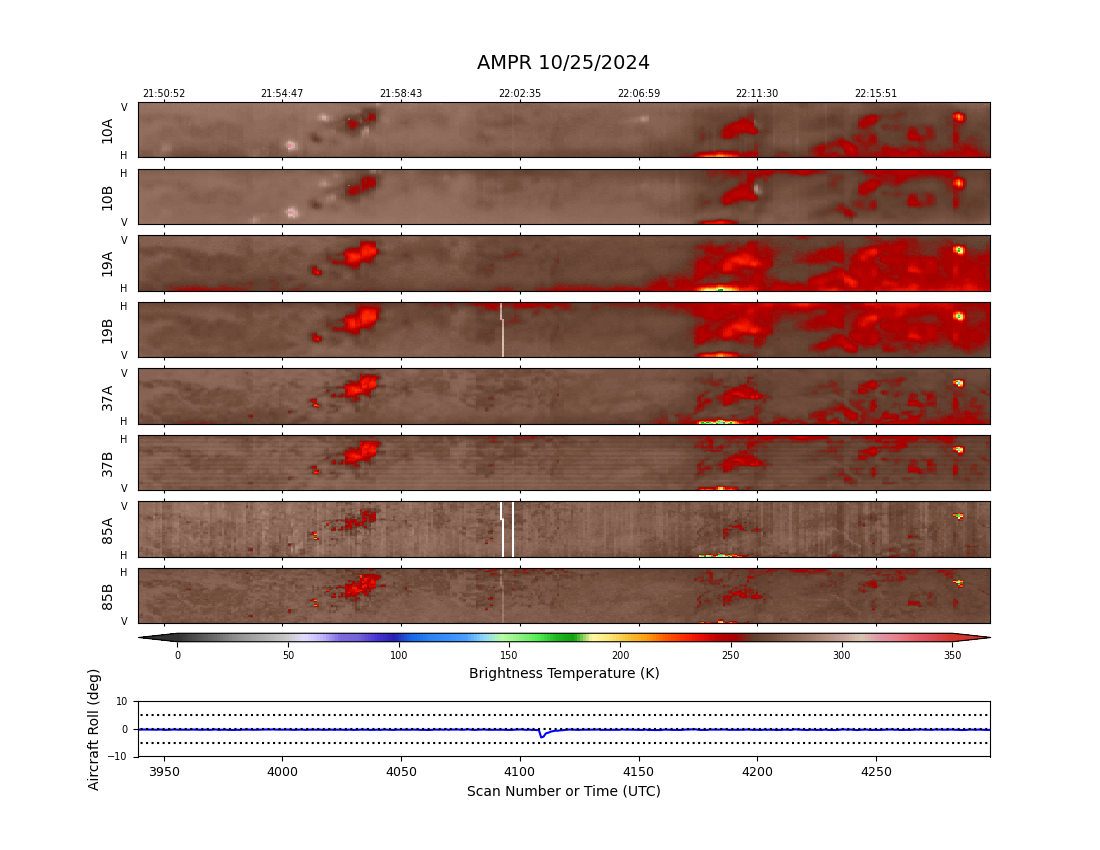 AMPR 10/25/2024
21:50:52 21:54:47 21:58:43 22:02:35 22:06:59 22:11:30 22:15:51
V
10A
H
H
10B
V
V
19A
H
H
19B
V
V
37A
H
H
37B
V
V
85A
H
H
85B
V
0 50 100 150 200 250 300 350
Brightness Temperature (K)
Aircraft Roll (deg)
10
0
−10
3950 4000 4050 4100 4150 4200 4250
Scan Number or Time (UTC)